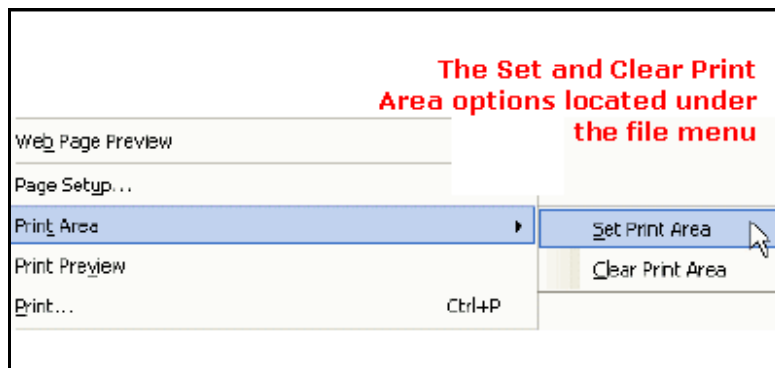 The Set and Clear Print
Area options located under
the file menu
Web Page Preview
Page Setup...
Print Area
Set Print Area
Print Preview
Clear Print Area
Print... Ctrl+P